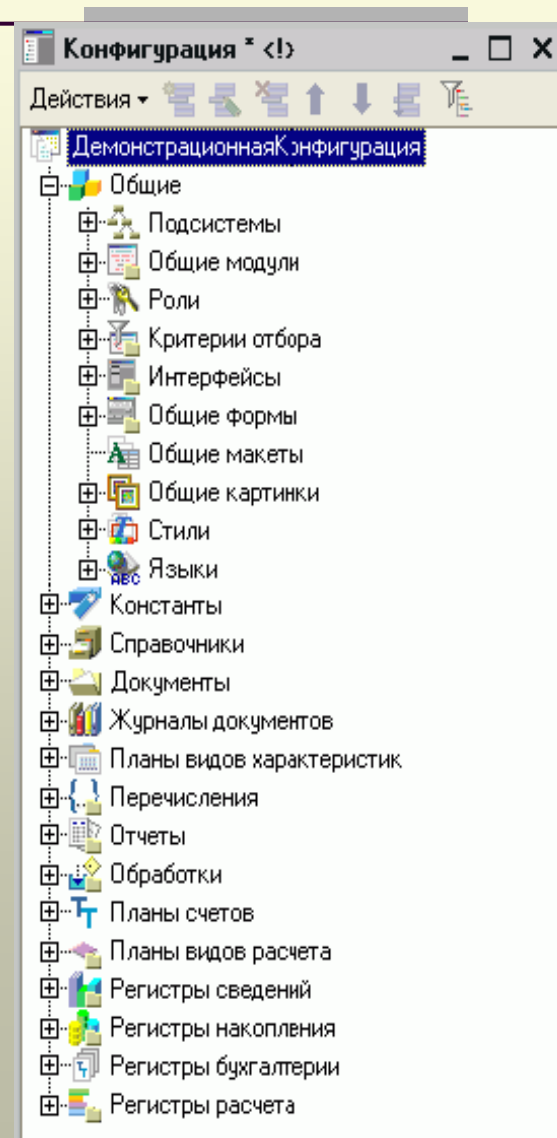 Конфигурация * <!>
Действия
ДемонстрационнаяКонфигурация
Общие
Подсистемы
Общие модули
Роли
Критерии отбора
Интерфейсы
Общие формы
Общие макеты
Общие картинки
Стили
Языки
Константы
Справочники
Документы
Журналы документов
Планы видов характеристик
Перечисления
Отчеты
Обработки
Планы счетов
Планы видов расчета
Регистры сведений
Регистры накопления
Регистры бухгалтерии
Регистры расчета